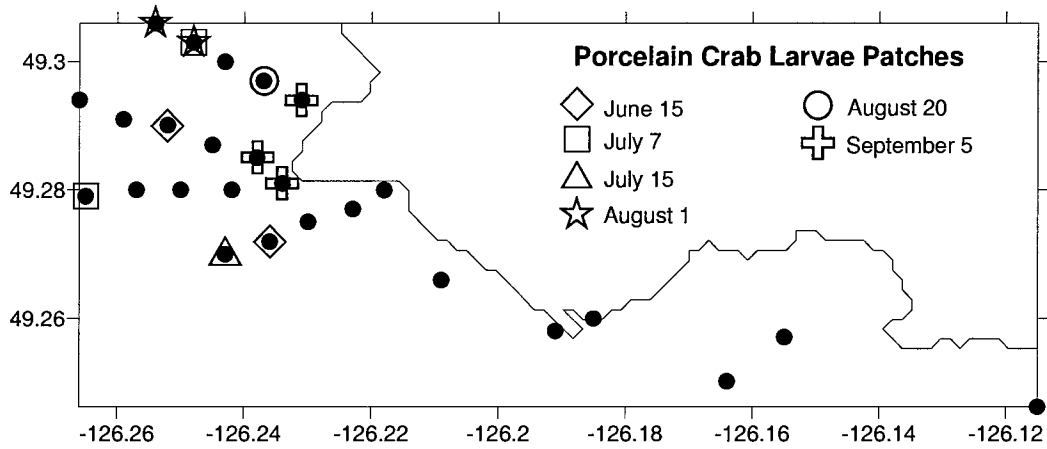 Porcelain Crab Larvae Patches
June 15
July 7
July 15
August 1
August 20
September 5
49.3
49.28
49.26
-126.26 -126.24 -126.22 -126.2 -126.18 -126.16 -126.14 -126.12